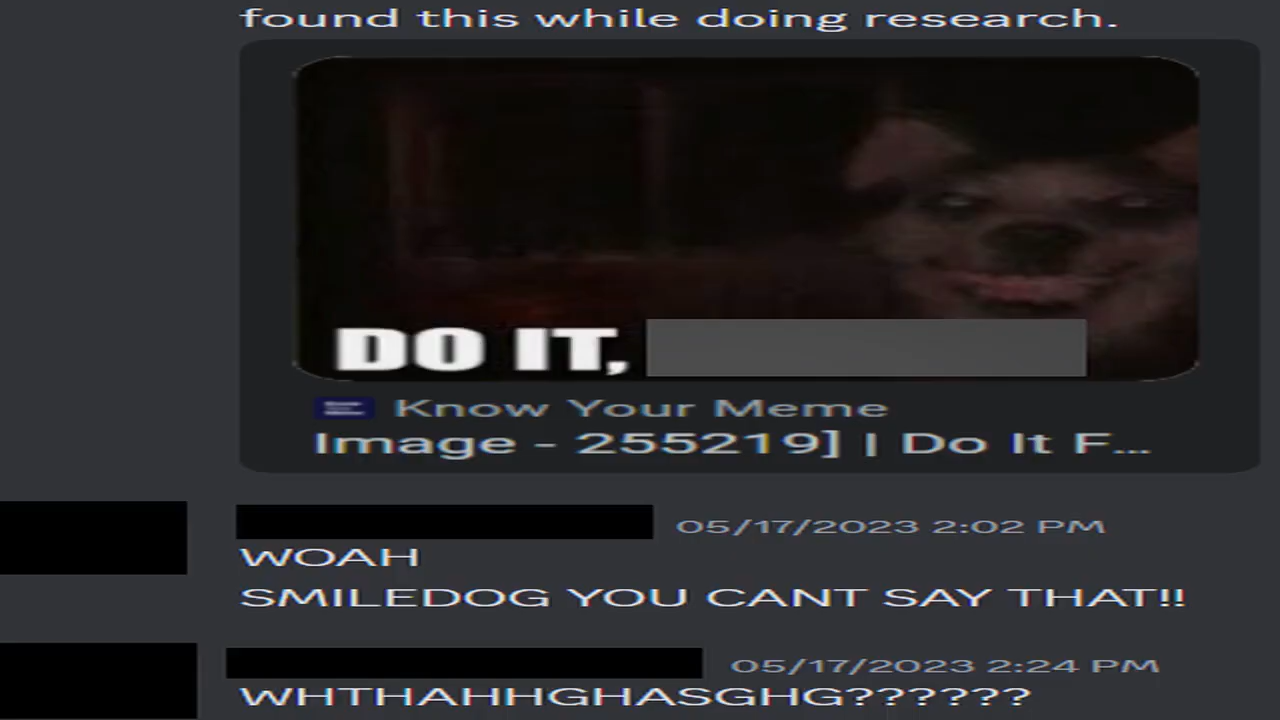 found this while doing research.
DO IT,
Know Your Meme
Image - 255219] | Do It F...
05/17/2023 2:02 PM
WOAH
SMILEDOG YOU CANT SAY THAT!!
05/17/2023 2:24 PM
WHTHAHHGHASGHG??????